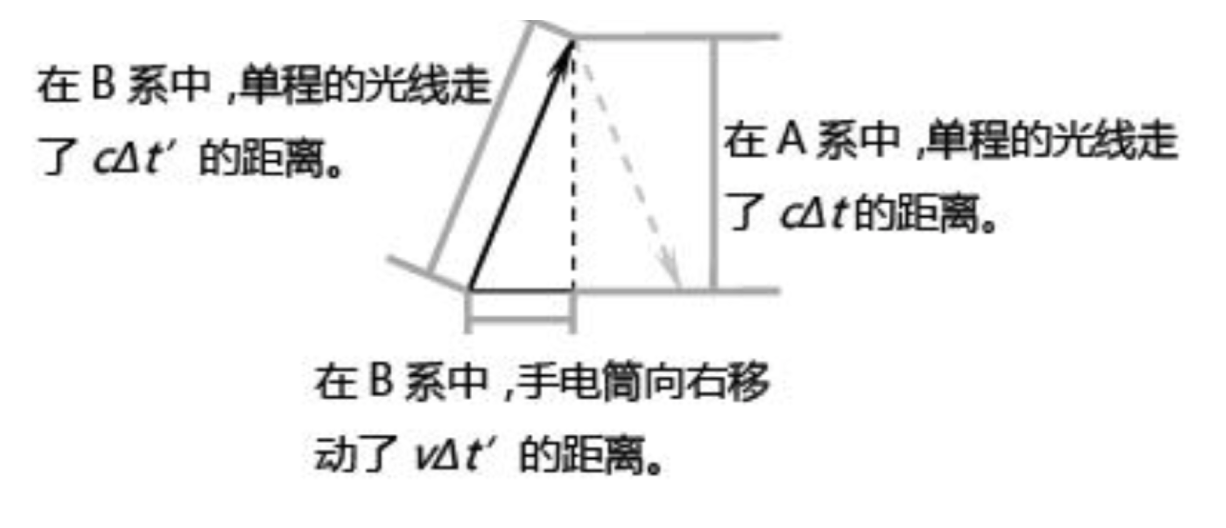 在 B 系中 ,单程的光线走
了 cΔt′ 的距离。
在 A 系中 ,单程的光线走
了 cΔt 的距离。
在 B 系中 ,手电筒向右移
动了 vΔt′ 的距离。